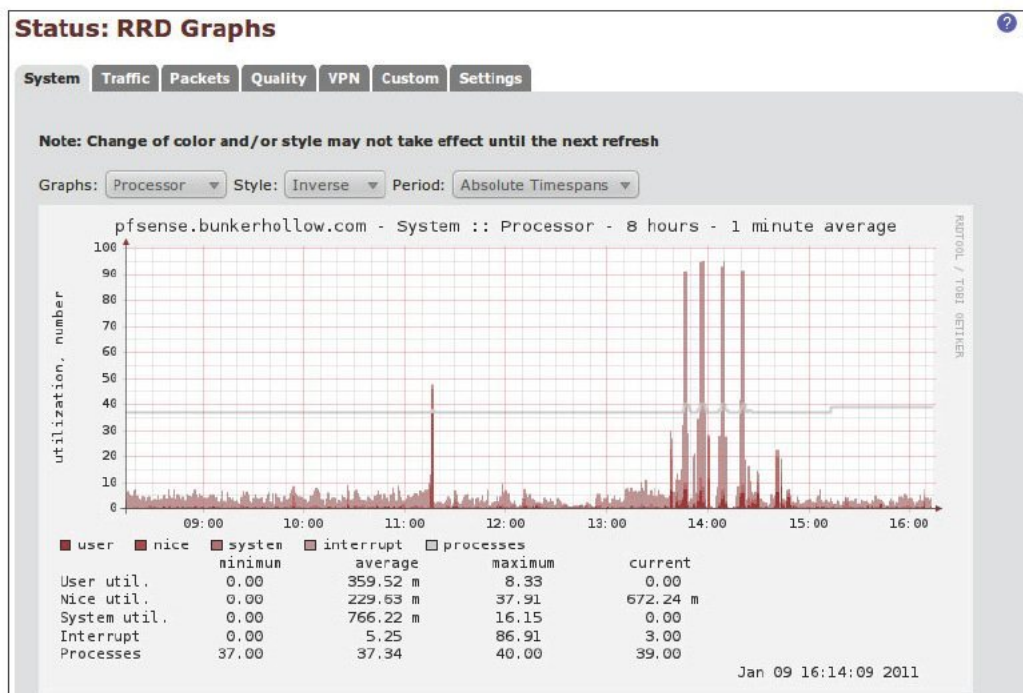 Status: RRD Graphs
?
System Traffic Packets Quality VPN Custom Settings
Note: Change of color and/or style may not take effect until the next refresh
Graphs: Processor Style: Inverse Period: Absolute Timespans
pfsense.bunkerhollow.com - System :: Processor - 8 hours - 1 minute average
RRDTOOL / TOBI OETIKER
utilization, number
100
90
80
70
60
50
40
30
20
10
0
09:00 10:00 11:00 12:00 13:00 14:00 15:00 16:00
user nice system interrupt processes
minimum average maximum current
User util. 0.00 359.52 m 8.33 0.00
Nice util. 0.00 229.63 m 37.91 672.24 m
System util. 0.00 766.22 m 16.15 0.00
Interrupt 0.00 5.25 86.91 3.00
Processes 37.00 37.34 40.00 39.00
Jan 09 16:14:09 2011